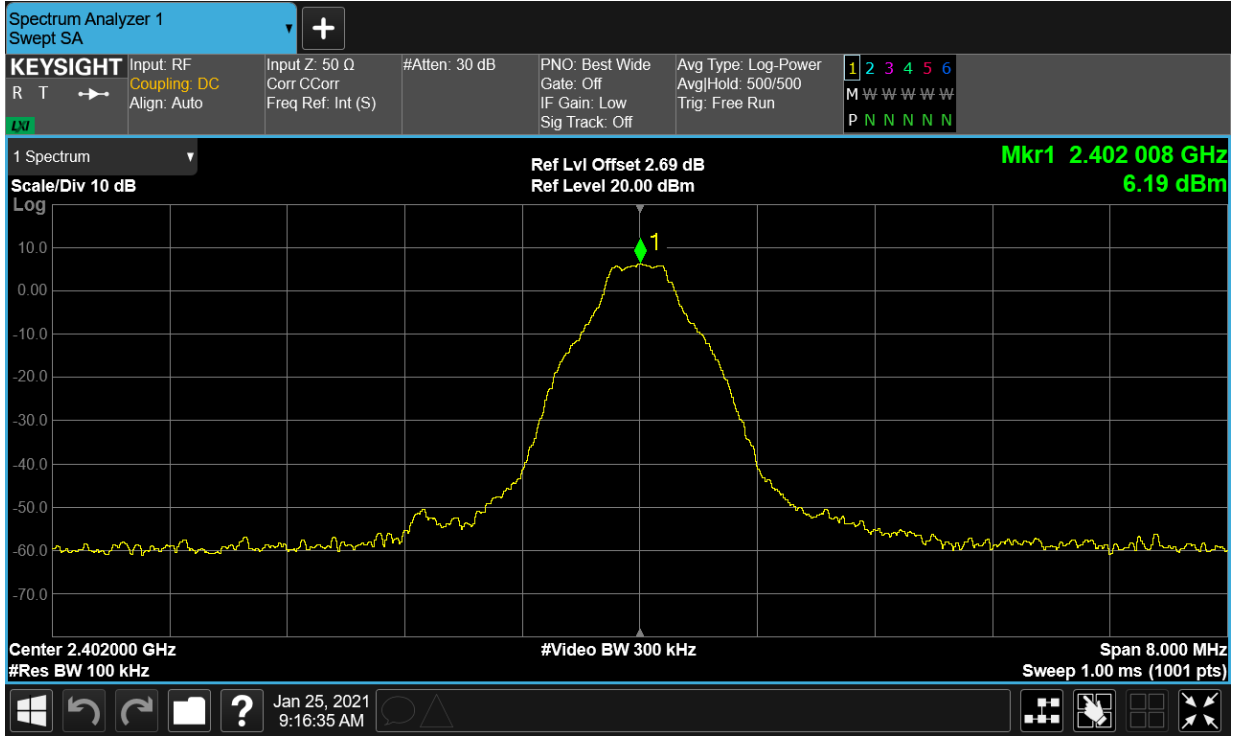 Spectrum Analyzer 1
Swept SA
▼
+
KEYSIGHT
R T
LXI
Input: RF
Coupling: DC
Align: Auto
Input Z: 50 Ω
Corr CCorr
Freq Ref: Int (S)
#Atten: 30 dB
PNO: Best Wide
Gate: Off
IF Gain: Low
Sig Track: Off
Avg Type: Log-Power
Avg|Hold: 500/500
Trig: Free Run
1 2 3 4 5 6
M W W W W W
P N N N N N
1 Spectrum ▼
Scale/Div 10 dB
Ref Lvl Offset 2.69 dB
Ref Level 20.00 dBm
Mkr1 2.402 008 GHz
6.19 dBm
Log
1
10.0
0.00
-10.0
-20.0
-30.0
-40.0
-50.0
-60.0
-70.0
Center 2.402000 GHz
#Res BW 100 kHz
#Video BW 300 kHz
Span 8.000 MHz
Sweep 1.00 ms (1001 pts)
?
Jan 25, 2021
9:16:35 AM